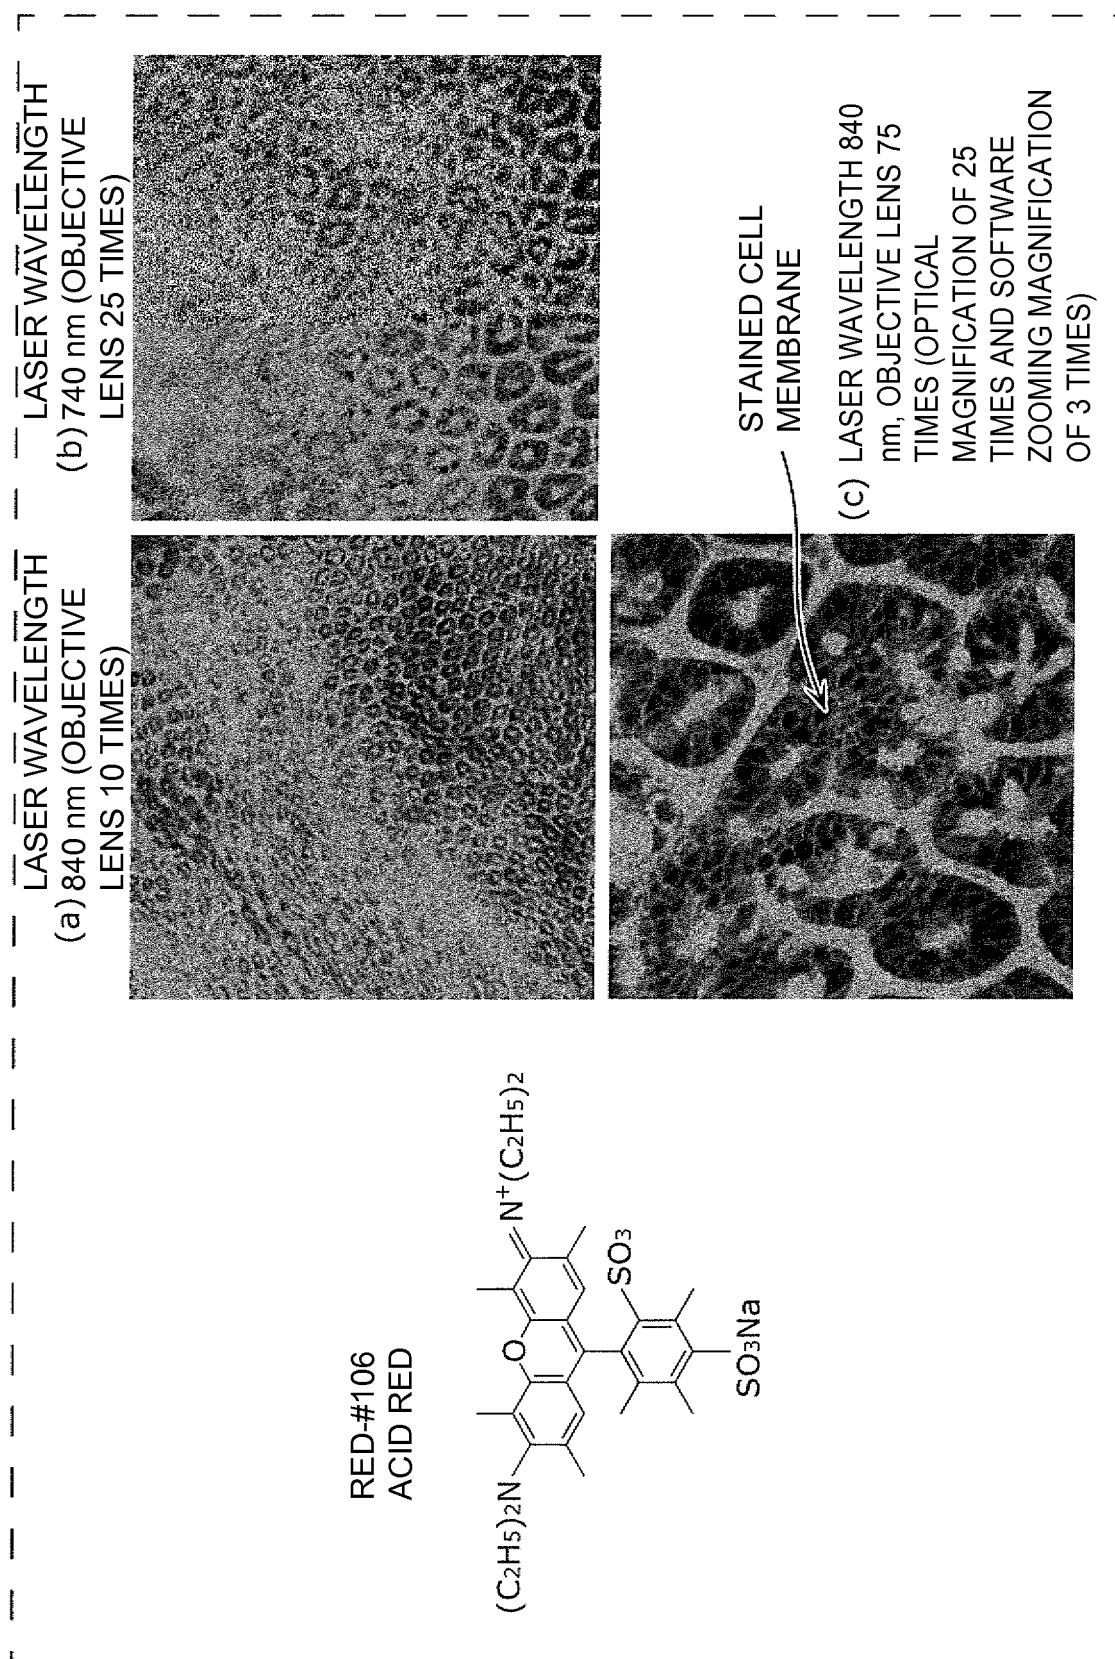 RED-#106
ACID RED
(C2H5)2N
O
N+(C2H5)2
SO3
SO3Na
LASER WAVELENGTH
(a) 840 nm (OBJECTIVE
LENS 10 TIMES)
LASER WAVELENGTH
(b) 740 nm (OBJECTIVE
LENS 25 TIMES)
STAINED CELL
MEMBRANE
(c) LASER WAVELENGTH 840
nm, OBJECTIVE LENS 75
TIMES (OPTICAL
MAGNIFICATION OF 25
TIMES AND SOFTWARE
ZOOMING MAGNIFICATION
OF 3 TIMES)